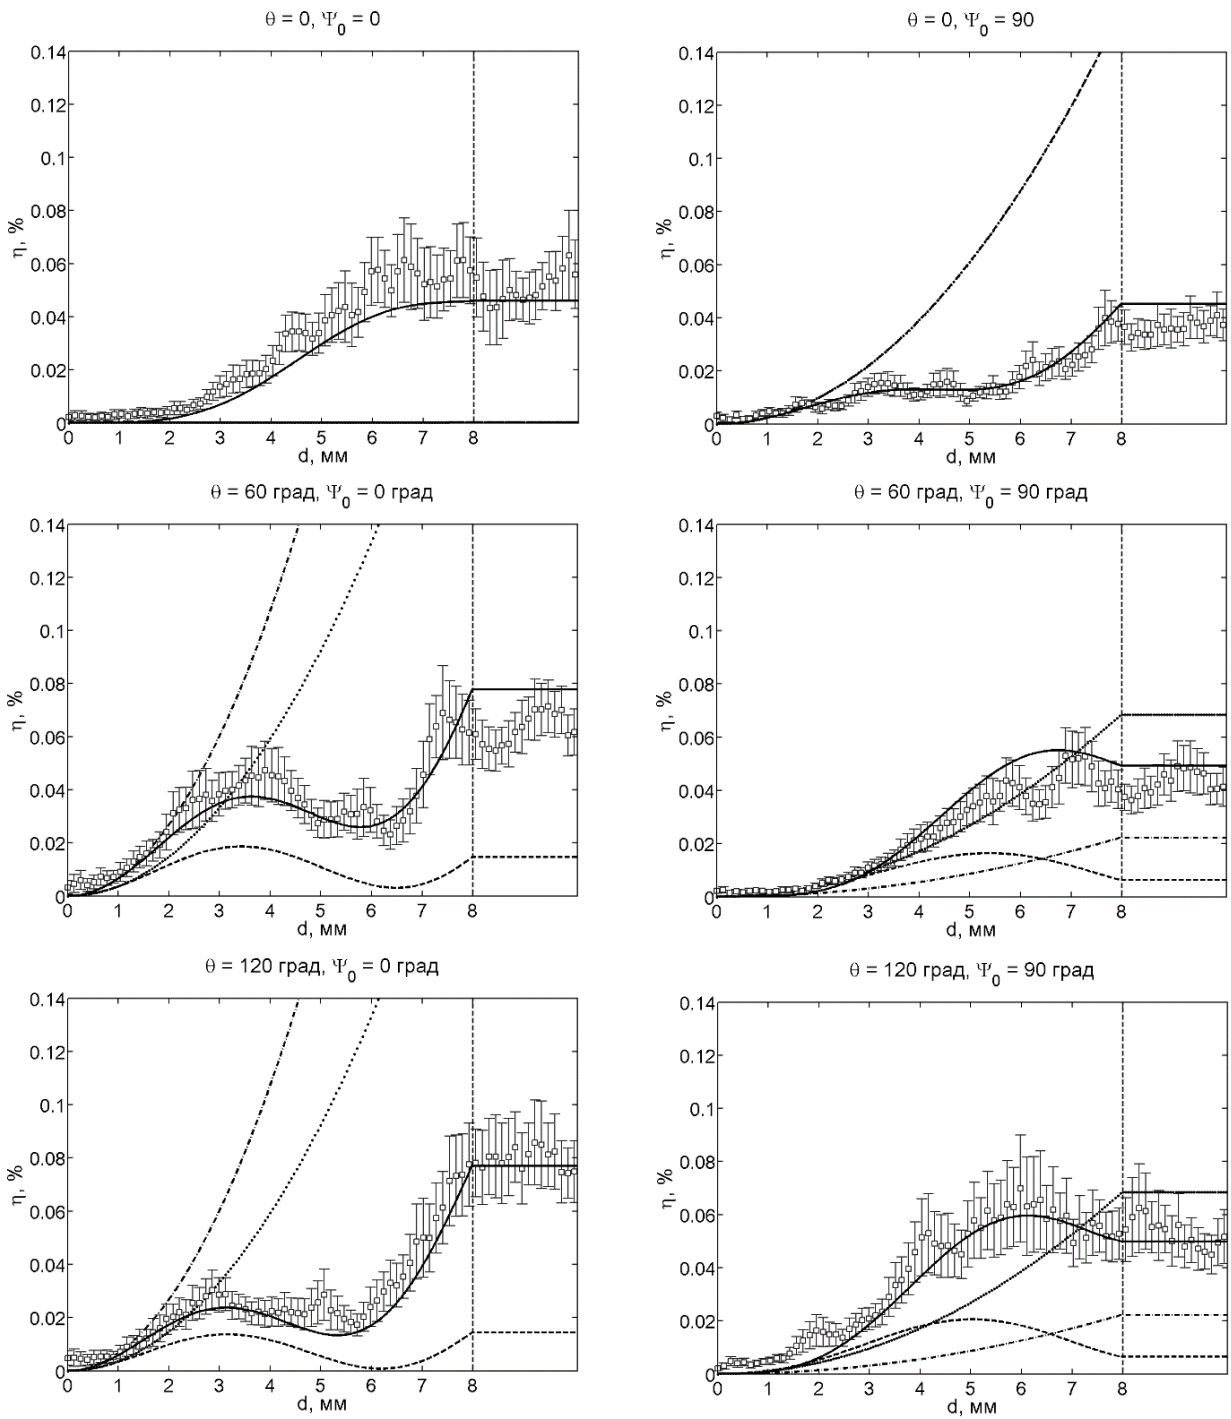 θ = 0, Ψ0 = 0
0.14
0.12
0.1
0.08
0.06
0.04
0.02
0
η, %
0 1 2 3 4 5 6 7 8
d, мм
θ = 0, Ψ0 = 90
0.14
0.12
0.1
0.08
0.06
0.04
0.02
0
η, %
0 1 2 3 4 5 6 7 8
d, мм
θ = 60 град, Ψ0 = 0 град
0.14
0.12
0.1
0.08
0.06
0.04
0.02
0
η, %
0 1 2 3 4 5 6 7 8
d, мм
θ = 60 град, Ψ0 = 90 град
0.14
0.12
0.1
0.08
0.06
0.04
0.02
0
η, %
0 1 2 3 4 5 6 7 8
d, мм
θ = 120 град, Ψ0 = 0 град
0.14
0.12
0.1
0.08
0.06
0.04
0.02
0
η, %
0 1 2 3 4 5 6 7 8
d, мм
θ = 120 град, Ψ0 = 90 град
0.14
0.12
0.1
0.08
0.06
0.04
0.02
0
η, %
0 1 2 3 4 5 6 7 8
d, мм